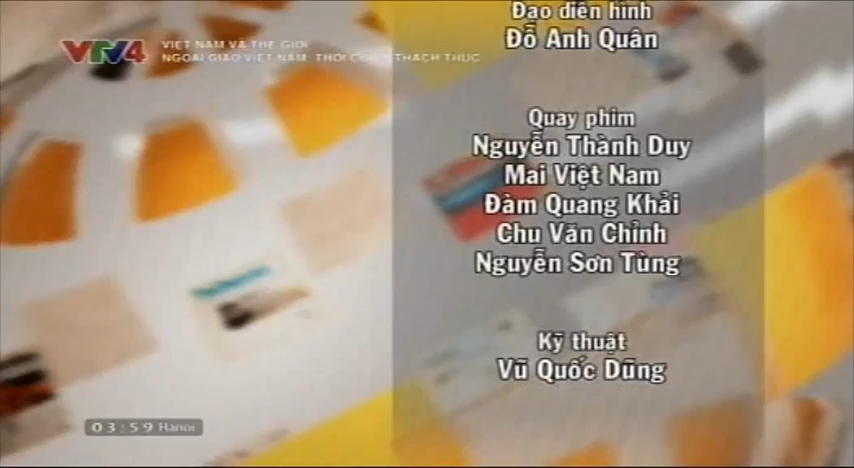 VTV4
VIỆT NAM VÀ THẾ GIỚI
NGOẠI GIAO VIỆT NAM: THỜI CƠ VÀ THÁCH THỨC
Đạo diễn hình
Đỗ Anh Quân
Quay phim
Nguyễn Thành Duy
Mai Việt Nam
Đàm Quang Khải
Chu Văn Chỉnh
Nguyễn Sơn Tùng
Kỹ thuật
Vũ Quốc Dũng
03:59 Hanoi